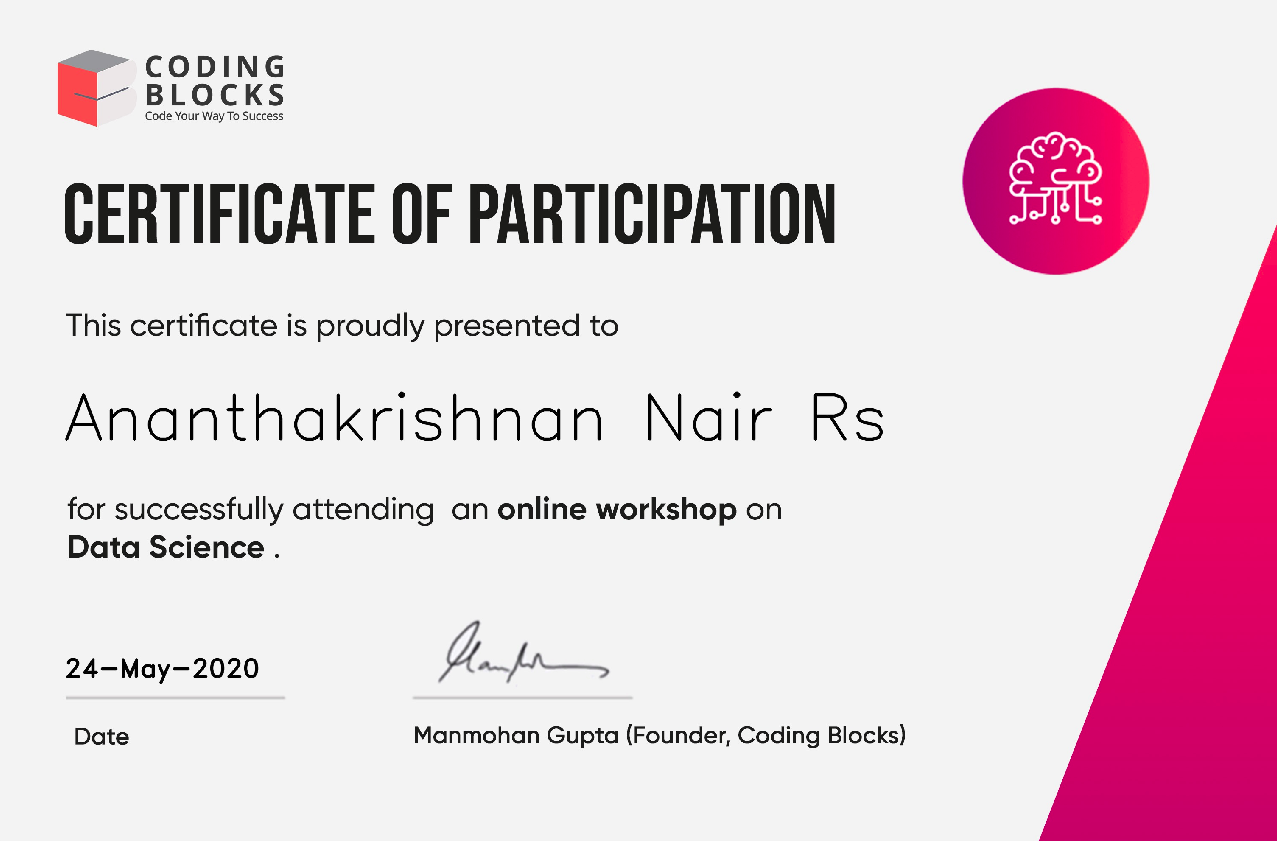 CODING
BLOCKS
Code Your Way To Success
CERTIFICATE OF PARTICIPATION
This certificate is proudly presented to
Ananthakrishnan Nair Rs
for successfully attending an online workshop on
Data Science .
24-May-2020
Date
Manmohan Gupta (Founder, Coding Blocks)